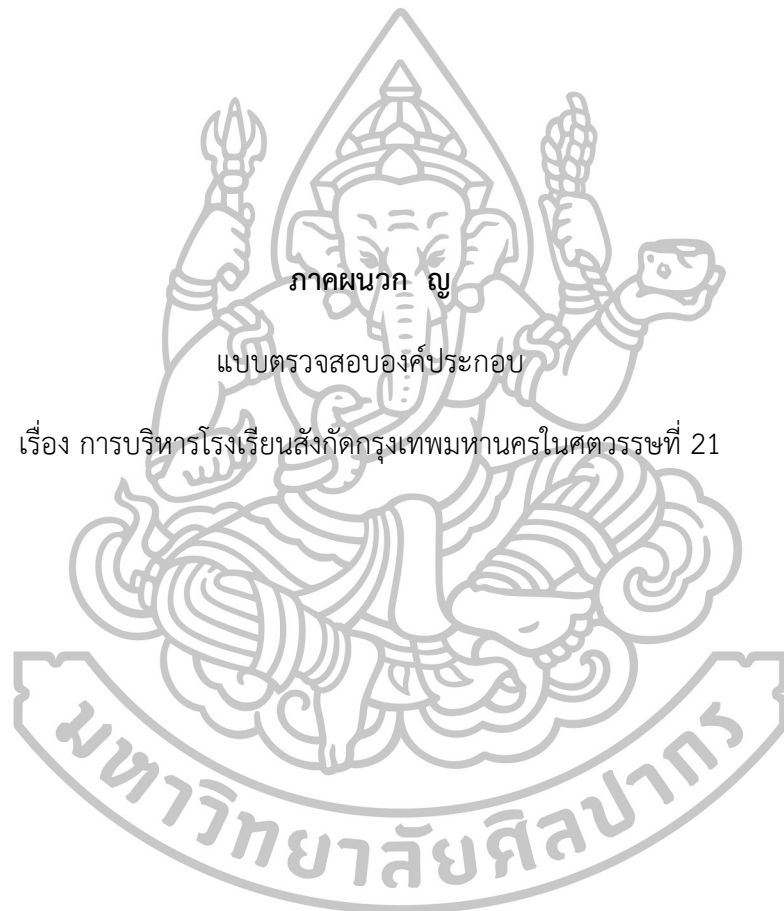 ภาคผนวก ญ
แบบตรวจสอบองค์ประกอบ
เรื่อง การบริหารโรงเรียนสังกัดกรุงเทพมหานครในศตวรรษที่ 21
มหาวิทยาลัยศิลปากร